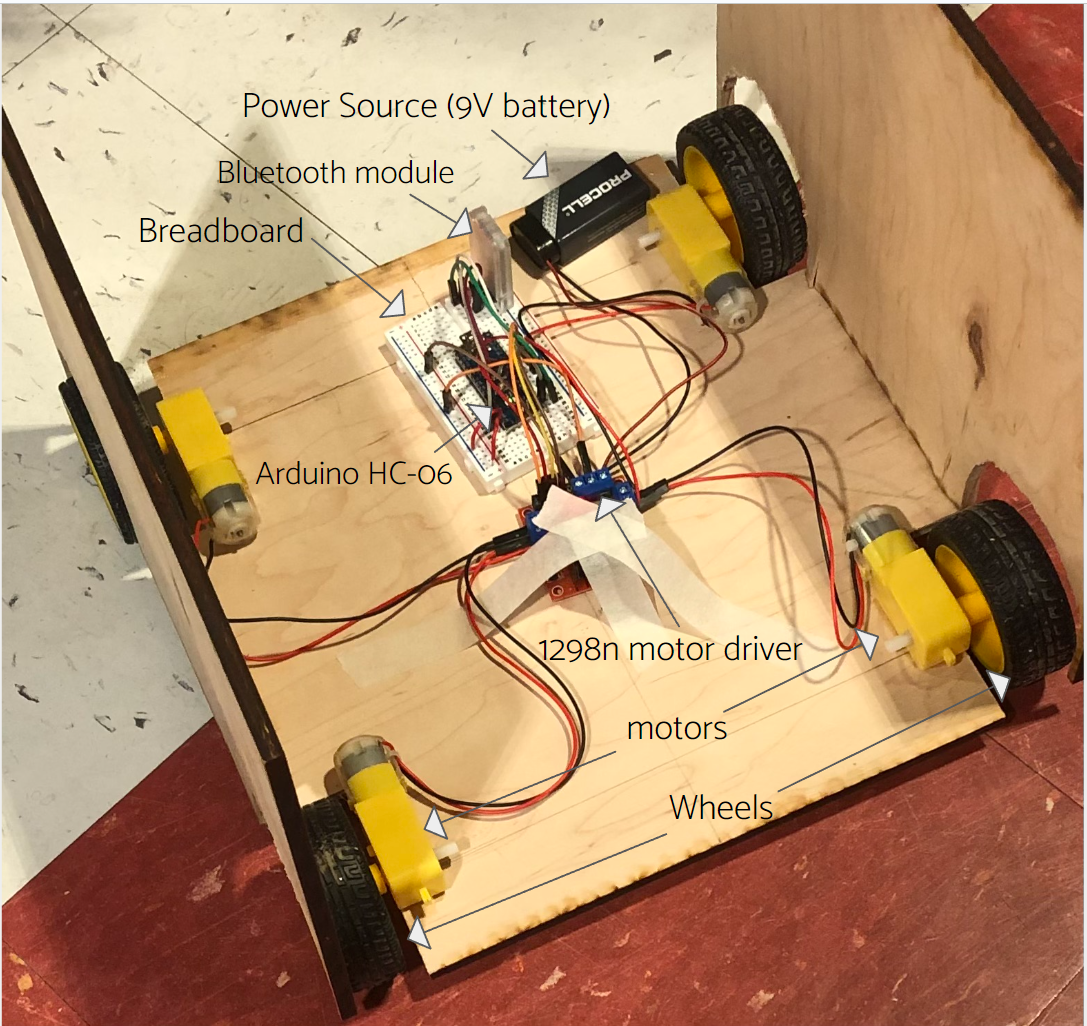 Power Source (9V battery)
Bluetooth module
PROCELL
Breadboard
Arduino HC-06
1298n motor driver
motors
Wheels